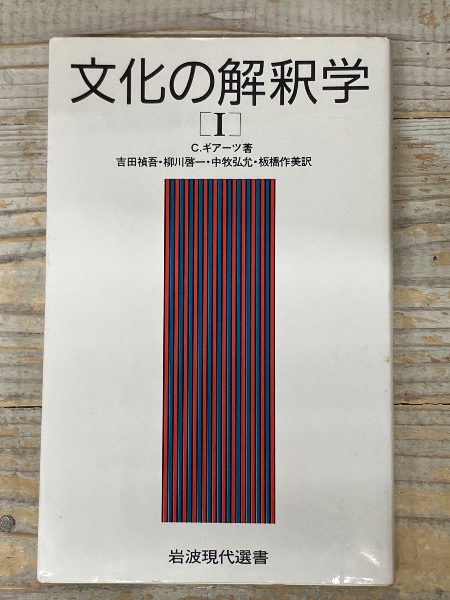 文化の解釈学
[I]
C.ギアーツ著
吉田禎吾・柳川啓一・中牧弘允・板橋作美訳
岩波現代選書